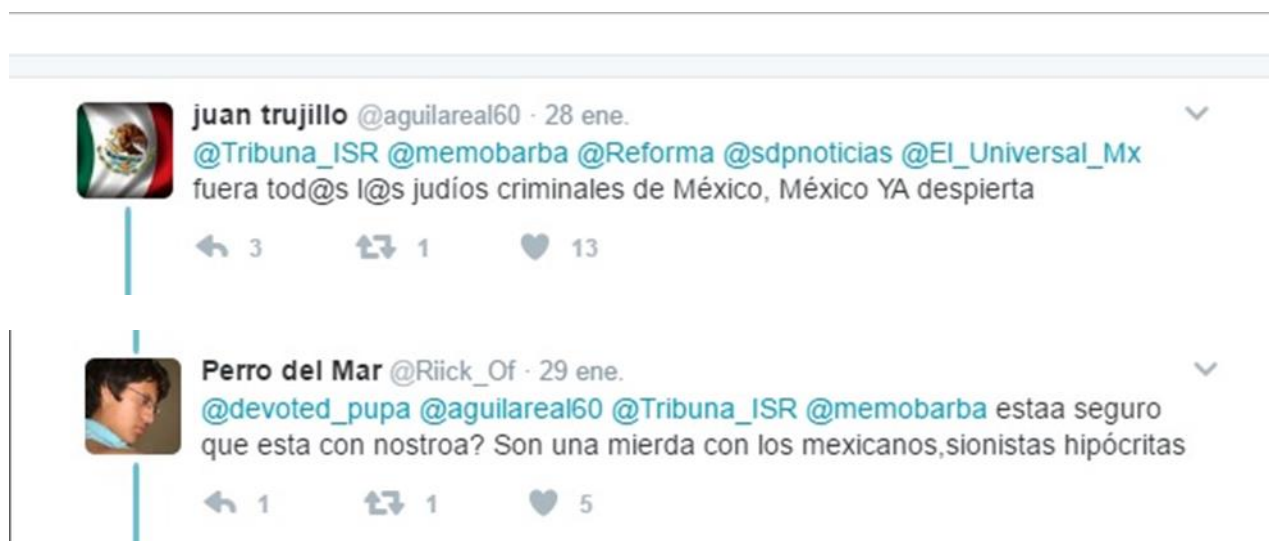 juan trujillo @aguilareal60 · 28 ene.
@Tribuna_ISR @memobarba @Reforma @sdpnoticias @El_Universal_Mx
fuera tod@s l@s judíos criminales de México, México YA despierta
3 1 13
Perro del Mar @Riick_Of · 29 ene.
@devoted_pupa @aguilareal60 @Tribuna_ISR @memobarba estaa seguro
que esta con nostroa? Son una mierda con los mexicanos,sionistas hipócritas
1 1 5